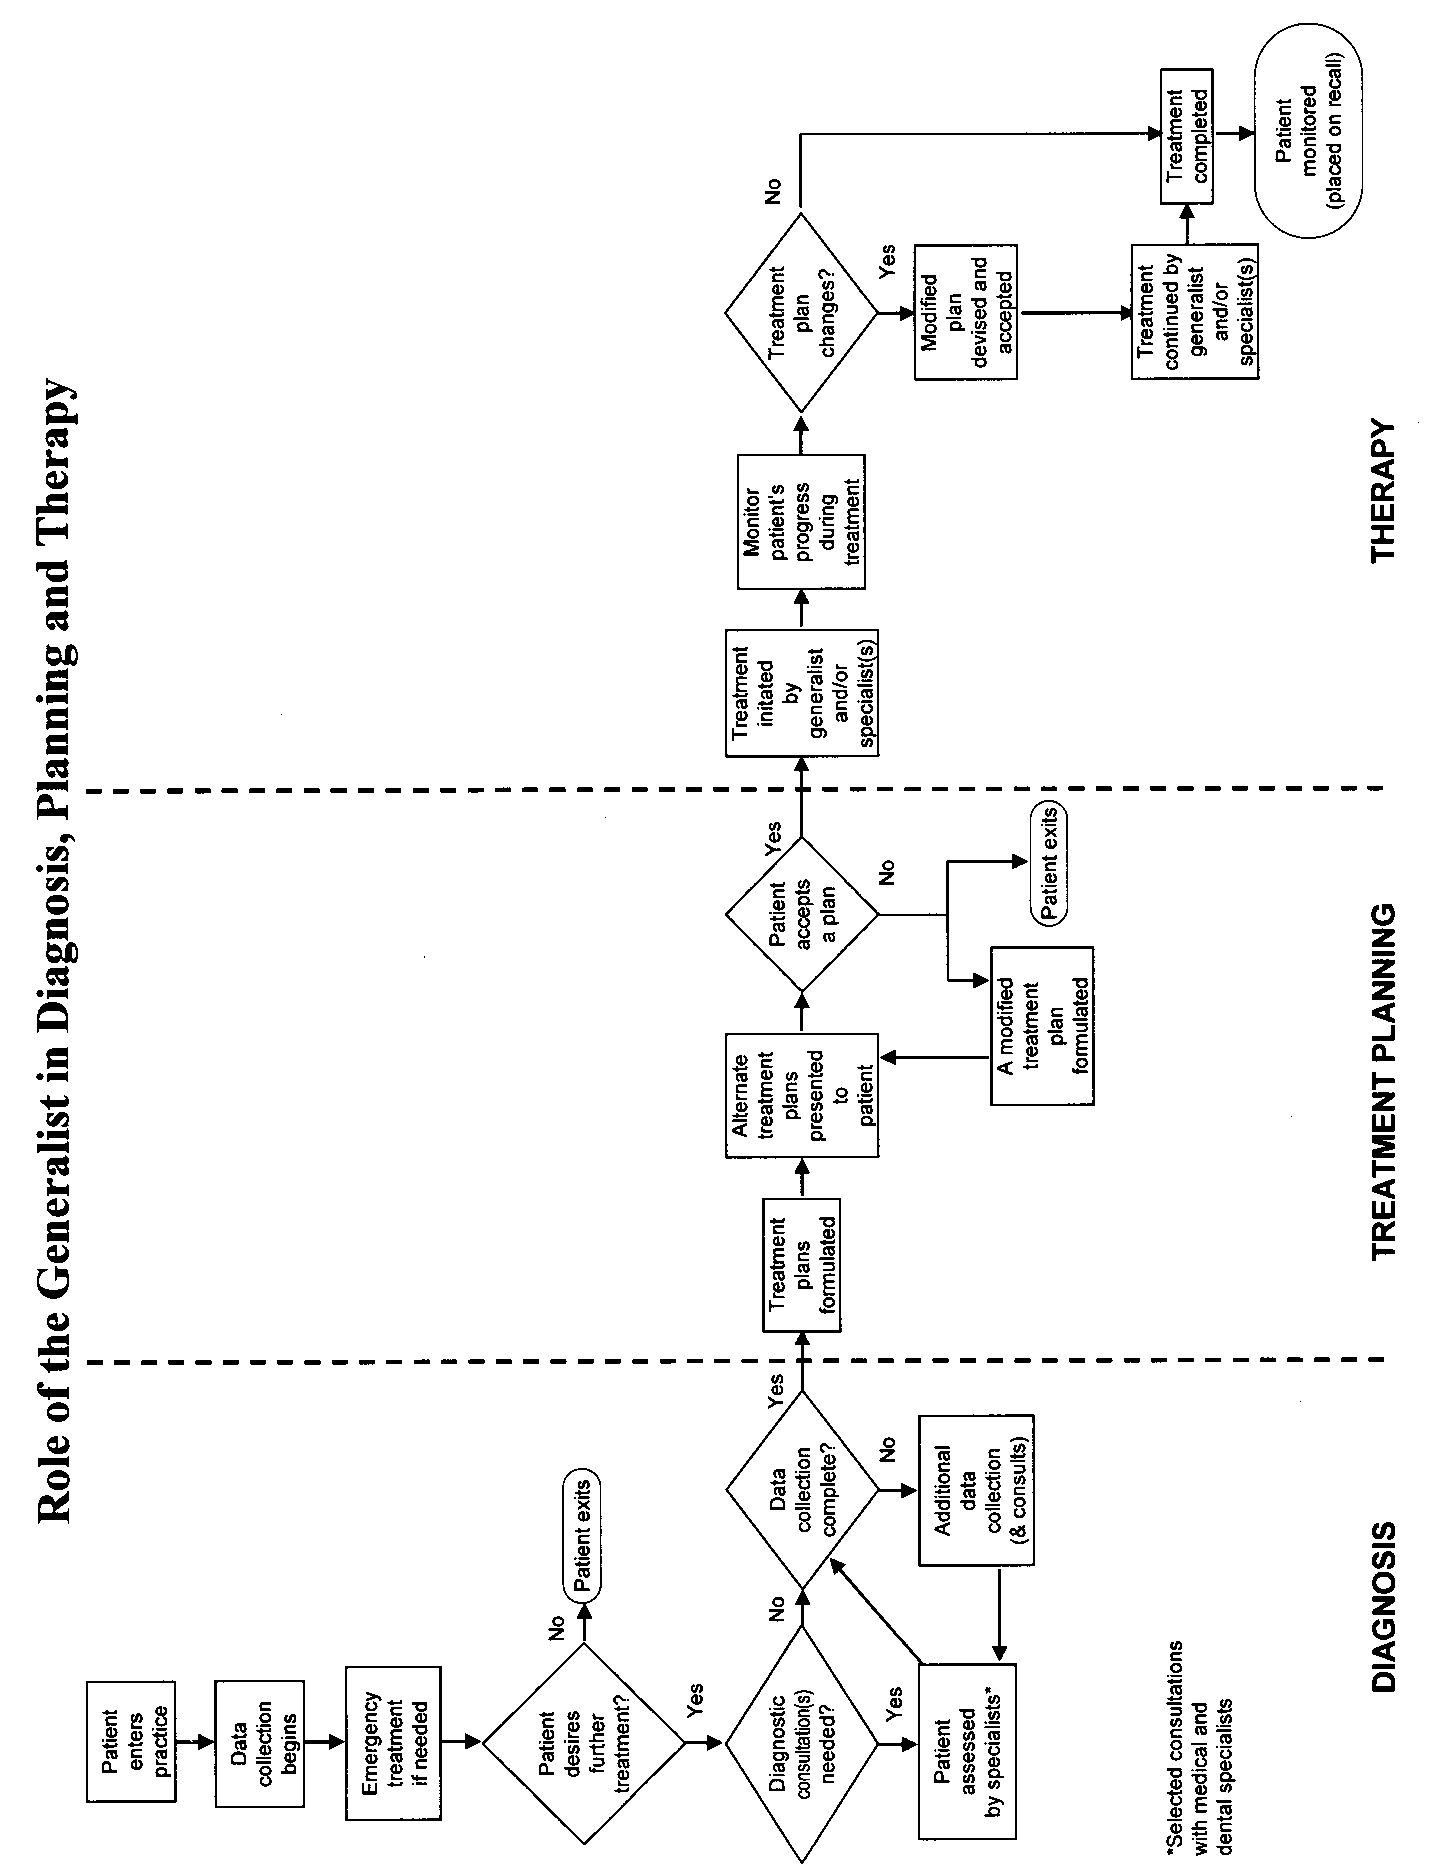 Role of the Generalist in Diagnosis, Planning and Therapy
Patient
enters
practice
Data
collection
begins
Emergency
treatment
if needed
Patient
desires
further
treatment?
No
Patient exits
Yes
Diagnostic
consultation(s)
needed?
No
Yes
Patient
assessed
by specialists*
Data
collection
complete?
Yes
No
Additional
data
collection
(& consults)
*Selected consultations
with medical and
dental specialists
DIAGNOSIS
Treatment
plans
formulated
Alternate
treatment
plans
presented
to
patient
Patient
accepts
a plan
Yes
No
A modified
treatment
plan
formulated
Patient exits
TREATMENT PLANNING
Treatment
initated
by
generalist
and/or
specialist(s)
Monitor
patient's
progress
during
treatment
Treatment
plan
changes?
No
Yes
Modified
plan
devised and
accepted
Treatment
continued by
generalist
and/or
specialist(s)
Treatment
completed
Patient
monitored
(placed on recall)
THERAPY